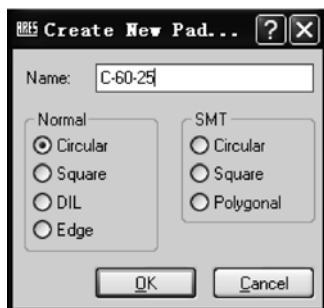 ARES Create New Pad... ? X
Name: C-60-25
Normal
Circular
Square
DIL
Edge
SMT
Circular
Square
Polygonal
OK Cancel